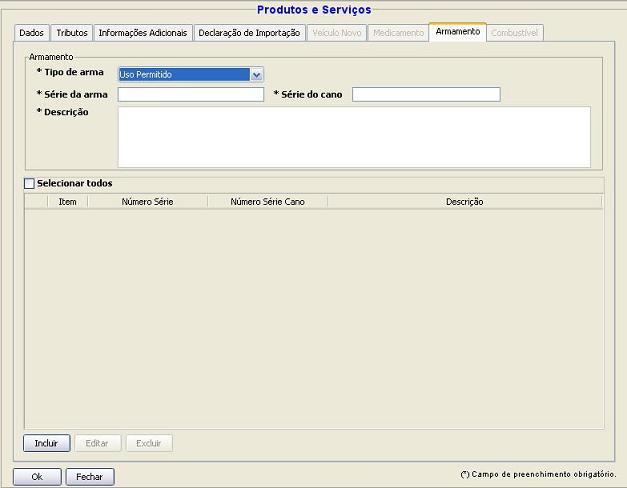 Produtos e Serviços
Dados Tributos Informações Adicionais Declaração de Importação Veículo Novo Medicamento Armamento Combustível
Armamento
* Tipo de arma Uso Permitido
* Série da arma * Série do cano
* Descrição
Selecionar todos
Item Número Série Número Série Cano Descrição
Incluir Editar Excluir
Ok Fechar (*) Campo de preenchimento obrigatório.